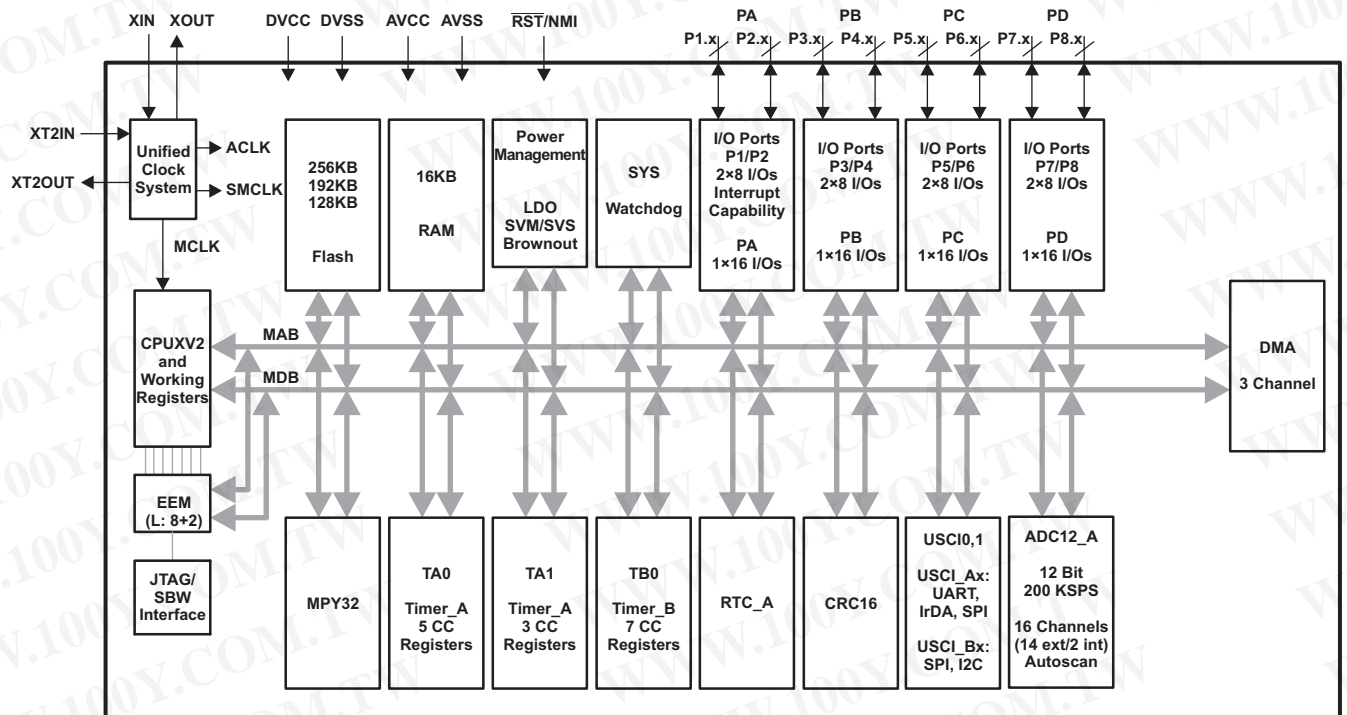 XIN XOUT DVCC DVSS AVCC AVSS RST/NMI
PA PB PC PD
P1.x P2.x P3.x P4.x P5.x P6.x P7.x P8.x
XT2IN
XT2OUT
Unified
Clock
System
ACLK
SMCLK
MCLK
256KB
192KB
128KB
Flash
16KB
RAM
Power
Management
LDO
SVM/SVS
Brownout
SYS
Watchdog
I/O Ports
P1/P2
2×8 I/Os
Interrupt
Capability
PA
1×16 I/Os
I/O Ports
P3/P4
2×8 I/Os
PB
1×16 I/Os
I/O Ports
P5/P6
2×8 I/Os
PC
1×16 I/Os
I/O Ports
P7/P8
2×8 I/Os
PD
1×16 I/Os
CPUXV2
and
Working
Registers
MAB
MDB
DMA
3 Channel
EEM
(L: 8+2)
JTAG/
SBW
Interface
MPY32
TA0
Timer_A
5 CC
Registers
TA1
Timer_A
3 CC
Registers
TB0
Timer_B
7 CC
Registers
RTC_A
CRC16
USCI0,1
USCI_Ax:
UART,
IrDA, SPI
USCI_Bx:
SPI, I2C
ADC12_A
12 Bit
200 KSPS
16 Channels
(14 ext/2 int)
Autoscan
WWW.100Y.COM.TW